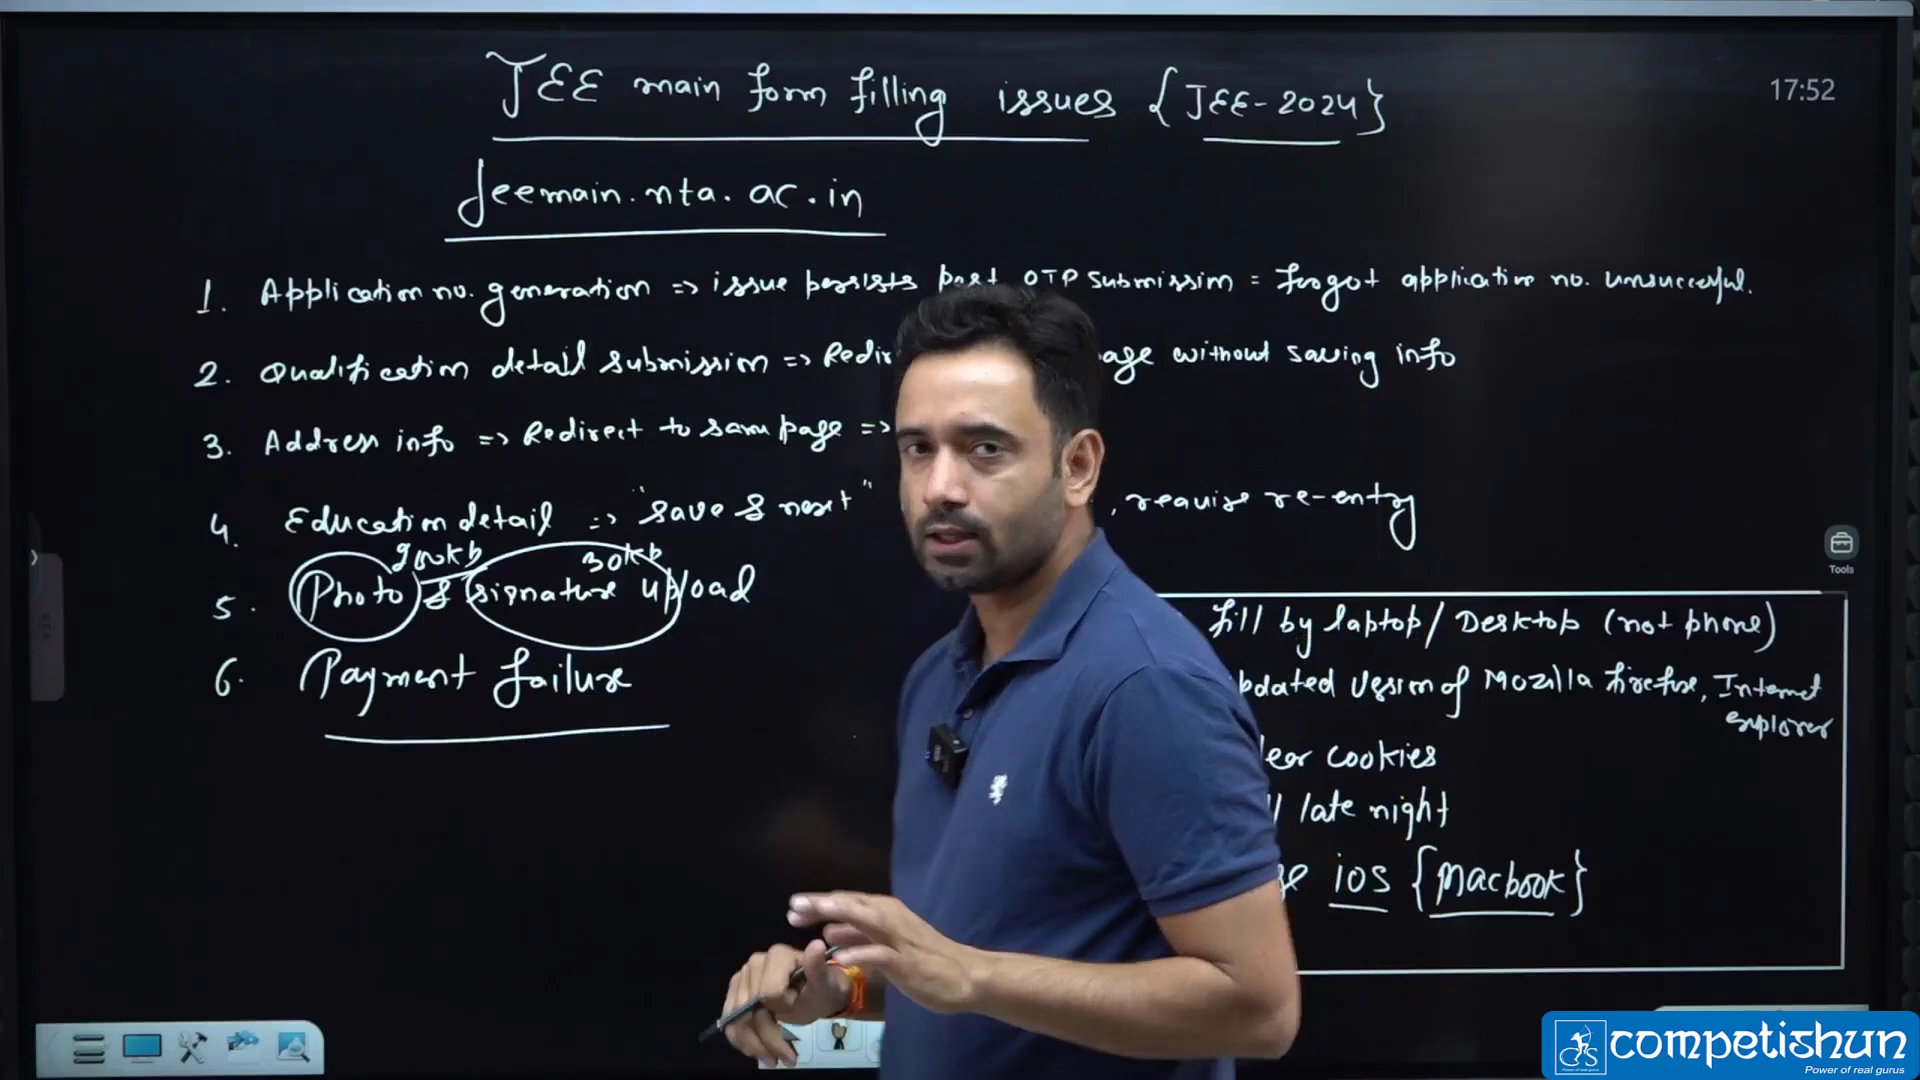 JEE main form filling issues {JEE-2024}
17:52
jeemain.nta.ac.in
1. Application no. generation => issue persists post OTP submission = forgot application no. unsuccessful.
2. Qualification detail submission => Redir age without saving info
3. Address info => Redirect to same page =>
4. Education detail => "save & next" , require re-entry
30kb
5. Photo & signature upload
6. Payment failure
Tools
fill by laptop/Desktop (not phone)
pdated version of Mozilla firefox, Internet
explorer
lear cookies
ll late night
se ios {Macbook}
competishun
Power of real gurus